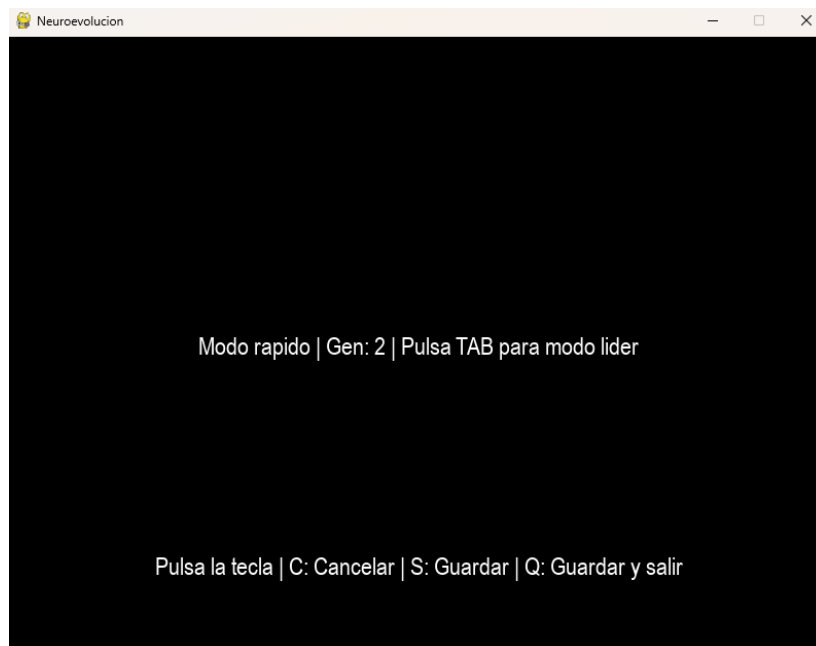 Neuroevolucion
Modo rapido | Gen: 2 | Pulsa TAB para modo lider
Pulsa la tecla | C: Cancelar | S: Guardar | Q: Guardar y salir